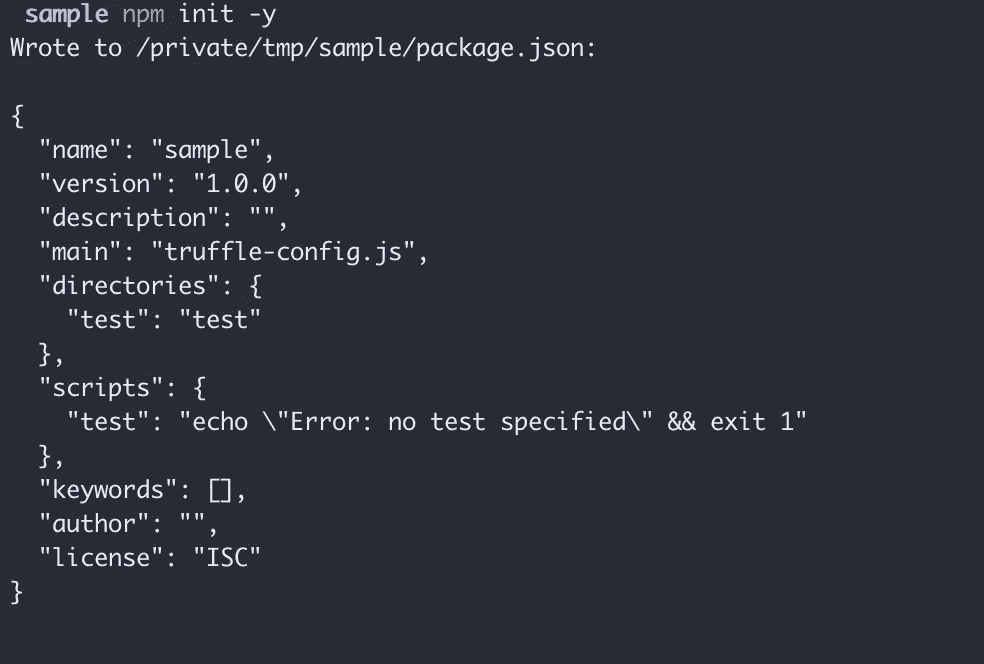 sample npm init -y
Wrote to /private/tmp/sample/package.json:
{
  "name": "sample",
  "version": "1.0.0",
  "description": "",
  "main": "truffle-config.js",
  "directories": {
    "test": "test"
  },
  "scripts": {
    "test": "echo \"Error: no test specified\" && exit 1"
  },
  "keywords": [],
  "author": "",
  "license": "ISC"
}